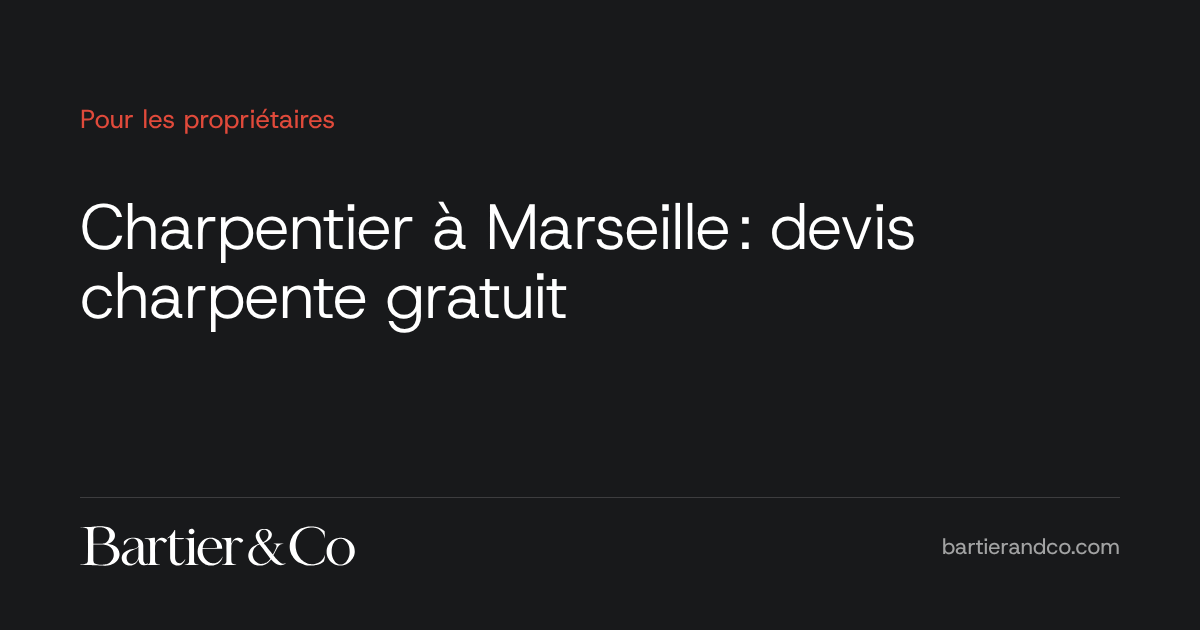 Pour les propriétaires
Charpentier à Marseille : devis
charpente gratuit
Bartier & Co
bartierandco.com